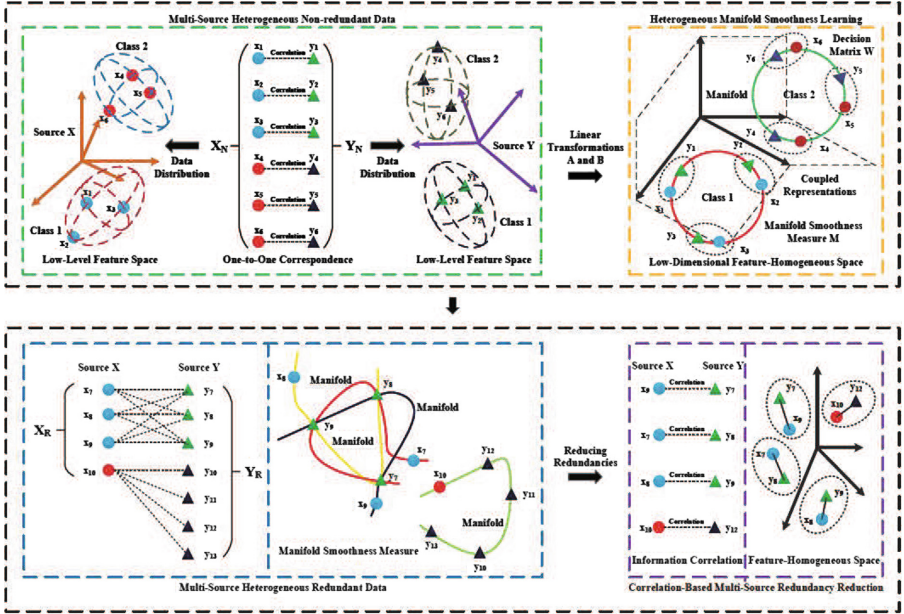 Multi-Source Heterogeneous Non-redundant Data
Class 2
x4
x5
x6
Source X
x1
x3
x2
Class 1
Low-Level Feature Space
Data
Distribution
XN
x1 Correlation y1
x2 Correlation y2
x3 Correlation y3
x4 Correlation y4
x5 Correlation y5
x6 Correlation y6
YN
One-to-One Correspondence
Data
Distribution
y4
Class 2
y5
y6
Source Y
y1
y3
y2
Class 1
Low-Level Feature Space
Linear
Transformations
A and B
Heterogeneous Manifold Smoothness Learning
Decision
Matrix W
x6
y6
y5
Manifold
Class 2
x5
y4
x4
y1
y2
Coupled
Representations
Class 1
x1
x2
Manifold Smoothness
Measure M
y3
x3
Low-Dimensional Feature-Homogeneous Space
Source X Source Y
x7 y7
x8 y8
x9 y9
x10 y10
y11
y12
y13
XR
YR
x8
Manifold
y8
Manifold
y9
Manifold
x7
y7
x10
y12
x9
y11
Manifold
y13
y10
Manifold Smoothness Measure
Multi-Source Heterogeneous Redundant Data
Reducing
Redundancies
Source X Source Y
x9 Correlation y7
x7 Correlation y8
x8 Correlation y9
x10 Correlation y12
Information Correlation
y7
x9
x10
x7
y8
y9
x8
Feature-Homogeneous Space
Correlation-Based Multi-Source Redundancy Reduction